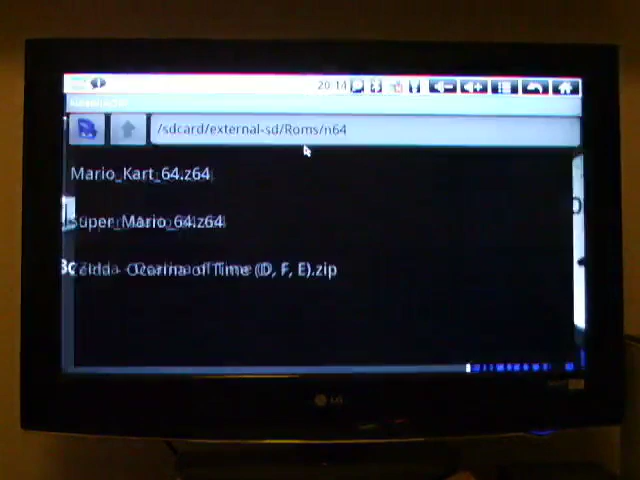 20:14
/sdcard/external-sd/Roms/n64
Mario_Kart_64.z64
Super_Mario_64.z64
Zelda - Ocarina of Time (D, F, E).zip
LG